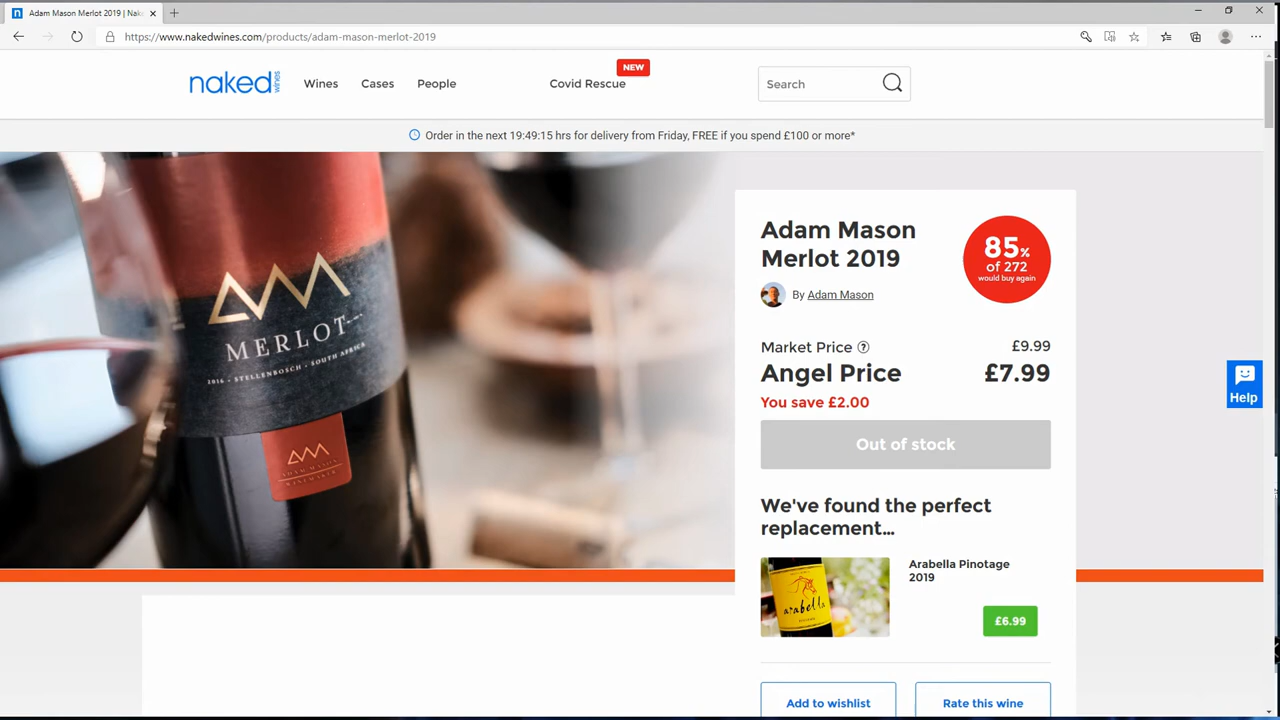 Adam Mason Merlot 2019 | Nak
https://www.nakedwines.com/products/adam-mason-merlot-2019
naked wines
Wines
Cases
People
Covid Rescue
NEW
Search
Order in the next 19:49:15 hrs for delivery from Friday, FREE if you spend £100 or more*
MERLOT
2016 • STELLENBOSCH • SOUTH AFRICA
ADAM MASON
WINEMAKER
Adam Mason
Merlot 2019
85%
of 272
would buy again
By Adam Mason
Market Price ?
£9.99
Angel Price
£7.99
You save £2.00
Out of stock
Help
We've found the perfect
replacement...
arabella
Arabella Pinotage
2019
£6.99
Add to wishlist
Rate this wine